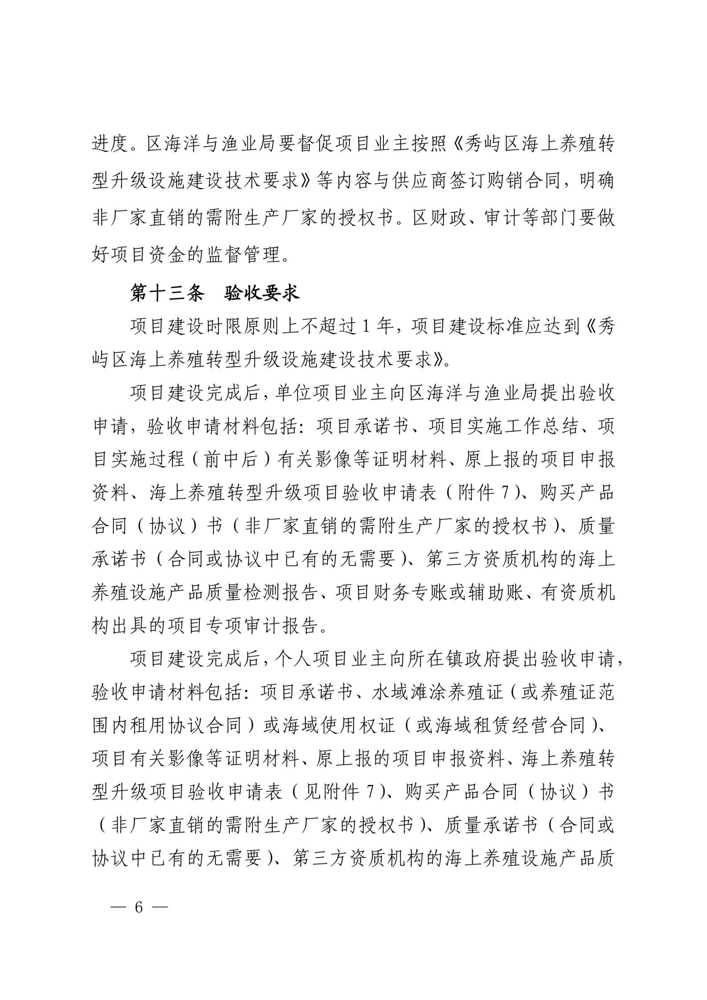 进度。区海洋与渔业局要督促项目业主按照《秀屿区海上养殖转
型升级设施建设技术要求》等内容与供应商签订购销合同，明确
非厂家直销的需附生产厂家的授权书。区财政、审计等部门要做
好项目资金的监督管理。
第十三条　验收要求
项目建设时限原则上不超过1年，项目建设标准应达到《秀
屿区海上养殖转型升级设施建设技术要求》。
项目建设完成后，单位项目业主向区海洋与渔业局提出验收
申请，验收申请材料包括：项目承诺书、项目实施工作总结、项
目实施过程（前中后）有关影像等证明材料、原上报的项目申报
资料、海上养殖转型升级项目验收申请表（附件7）、购买产品
合同（协议）书（非厂家直销的需附生产厂家的授权书）、质量
承诺书（合同或协议中已有的无需要）、第三方资质机构的海上
养殖设施产品质量检测报告、项目财务专账或辅助账、有资质机
构出具的项目专项审计报告。
项目建设完成后，个人项目业主向所在镇政府提出验收申请，
验收申请材料包括：项目承诺书、水域滩涂养殖证（或养殖证范
围内租用协议合同）或海域使用权证（或海域租赁经营合同）、
项目有关影像等证明材料、原上报的项目申报资料、海上养殖转
型升级项目验收申请表（见附件7）、购买产品合同（协议）书
（非厂家直销的需附生产厂家的授权书）、质量承诺书（合同或
协议中已有的无需要）、第三方资质机构的海上养殖设施产品质
— 6 —